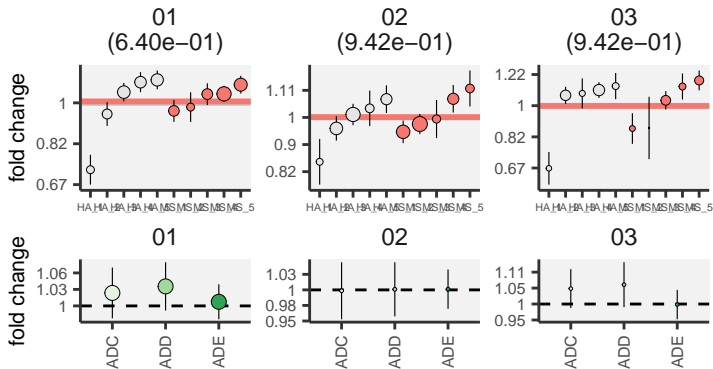 01
(6.40e−01)
02
(9.42e−01)
03
(9.42e−01)
fold change
1
0.82
0.67
1.11
1
0.9
0.82
1.22
1
0.82
0.67
01
02
03
fold change
1.06
1.03
1
1.03
1
0.98
0.95
1.11
1.05
1
0.95
ADC
ADD
ADE
ADC
ADD
ADE
ADC
ADD
ADE